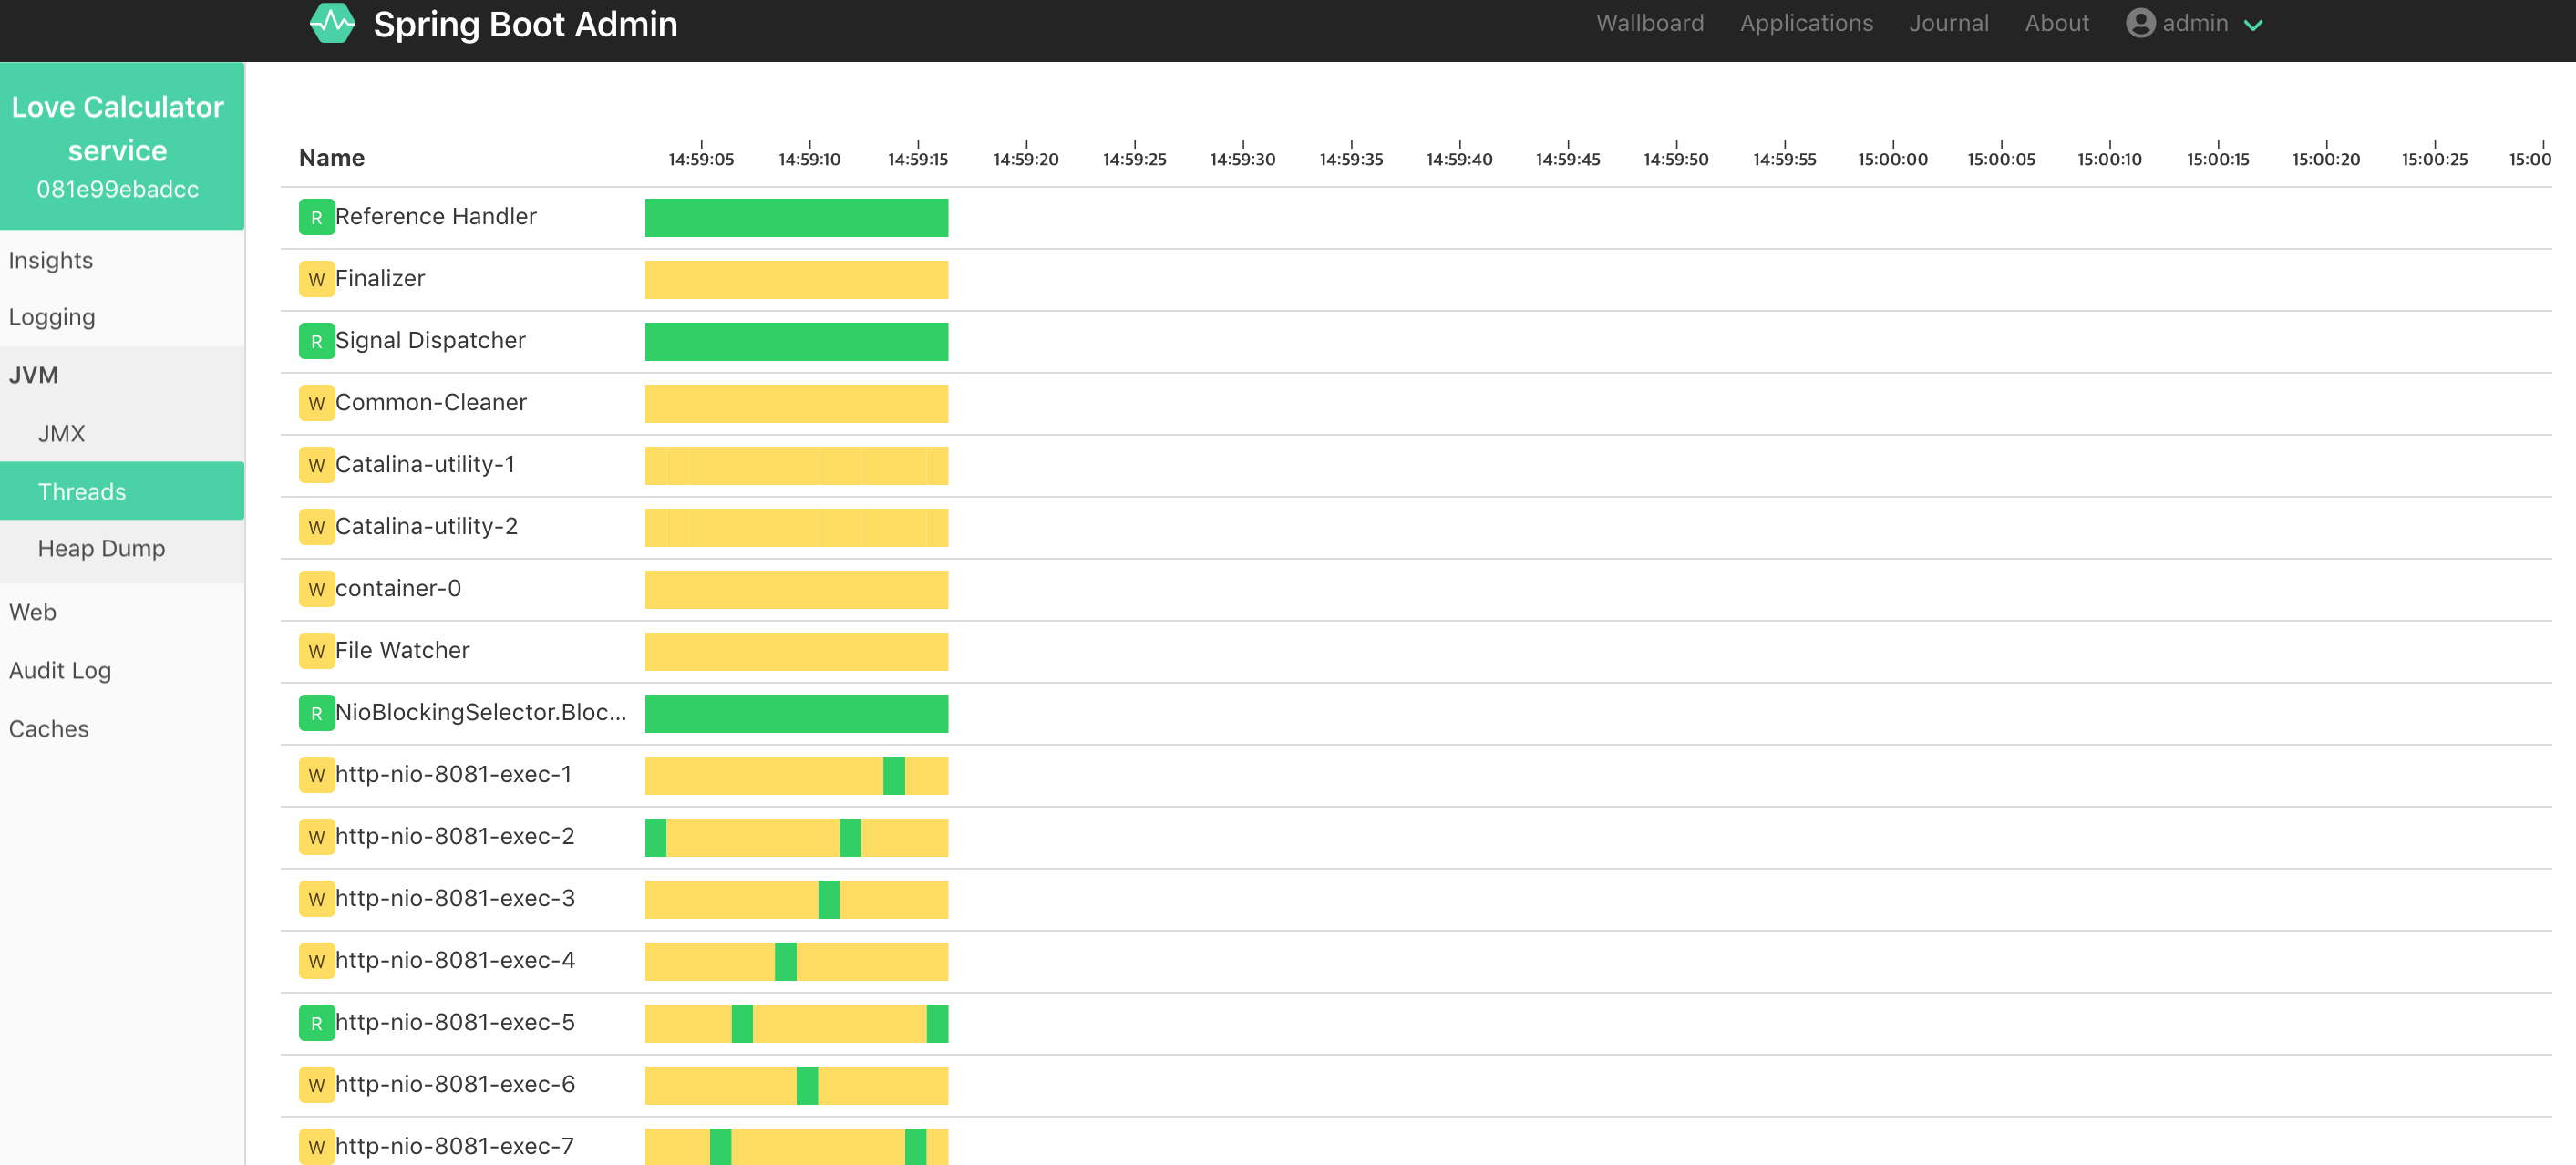 Spring Boot Admin
Wallboard Applications Journal About admin
Love Calculator
service
081e99ebadcc
Insights
Logging
JVM
JMX
Threads
Heap Dump
Web
Audit Log
Caches
Name 14:59:05 14:59:10 14:59:15 14:59:20 14:59:25 14:59:30 14:59:35 14:59:40 14:59:45 14:59:50 14:59:55 15:00:00 15:00:05 15:00:10 15:00:15 15:00:20 15:00:25 15:00
R Reference Handler
W Finalizer
R Signal Dispatcher
W Common-Cleaner
W Catalina-utility-1
W Catalina-utility-2
W container-0
W File Watcher
R NioBlockingSelector.Bloc...
W http-nio-8081-exec-1
W http-nio-8081-exec-2
W http-nio-8081-exec-3
W http-nio-8081-exec-4
R http-nio-8081-exec-5
W http-nio-8081-exec-6
W http-nio-8081-exec-7